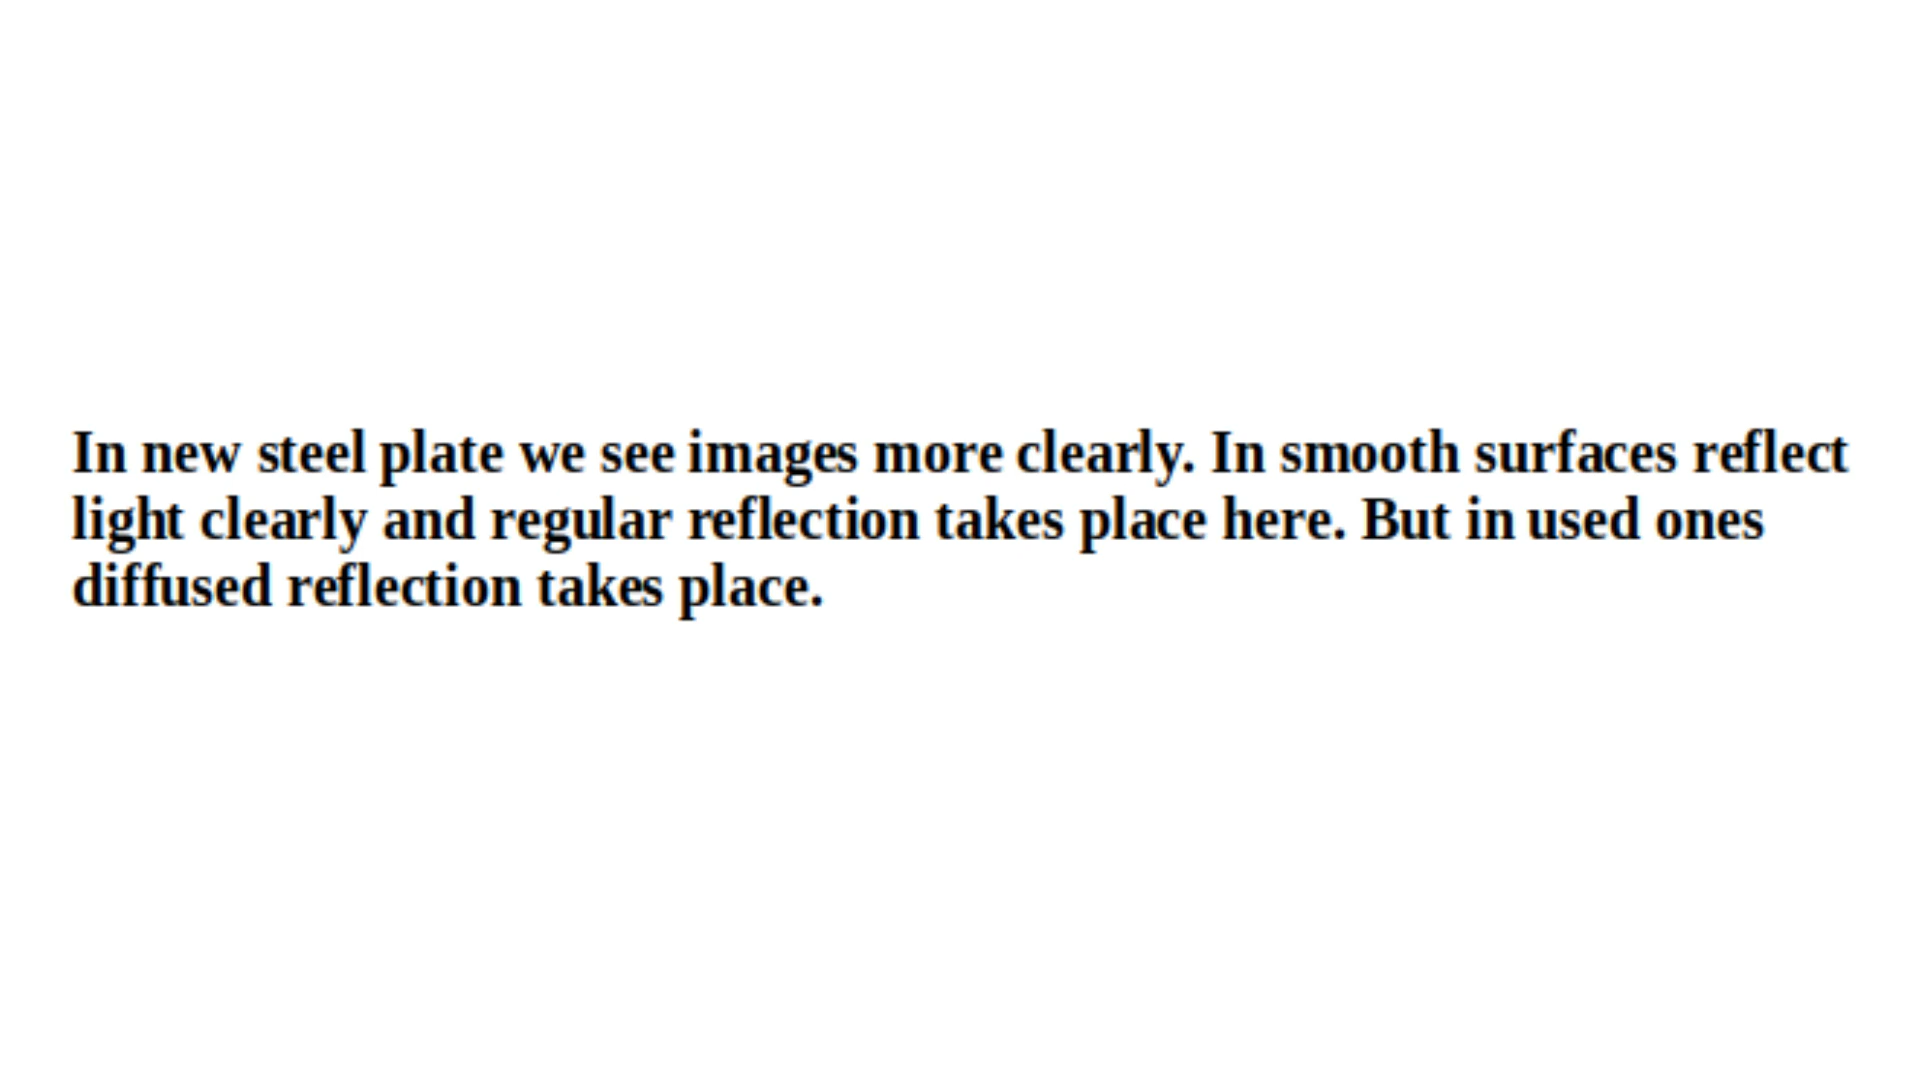 In new steel plate we see images more clearly. In smooth surfaces reflect
light clearly and regular reflection takes place here. But in used ones
diffused reflection takes place.